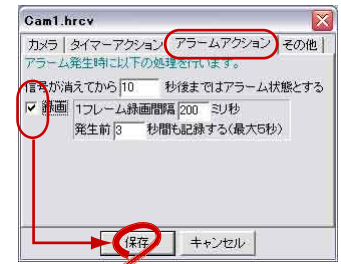 Cam1.hrcv
カメラ タイマーアクション アラームアクション その他
アラーム発生時に以下の処理を行います。
信号が消えてから 10 秒後まではアラーム状態とする
録画 1フレーム録画間隔 200 ミリ秒
発生前 3 秒間も記録する(最大5秒)
保存 キャンセル